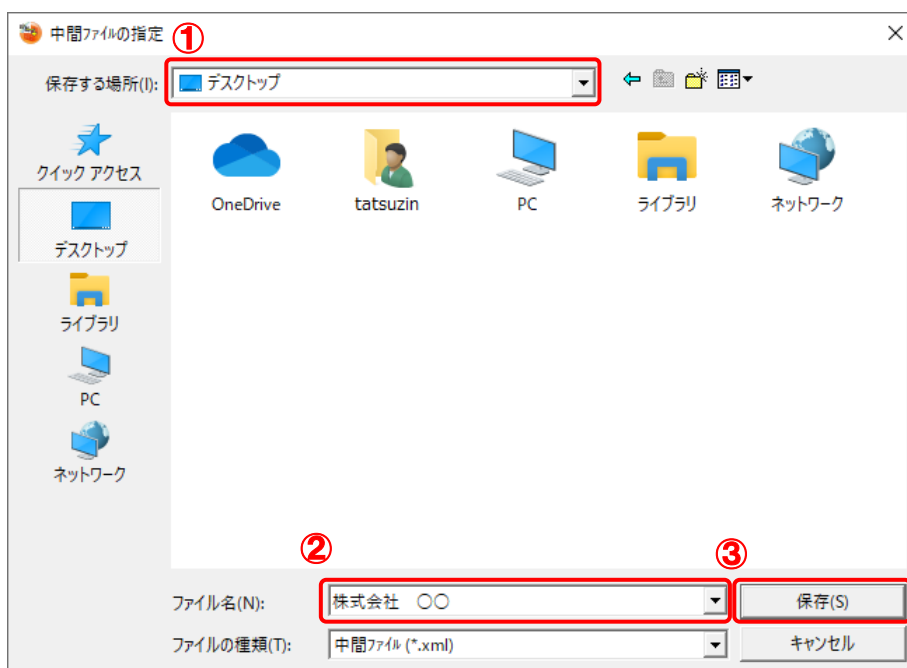 中間ファイルの指定
①
保存する場所(I):
デスクトップ
クイック アクセス
デスクトップ
ライブラリ
PC
ネットワーク
OneDrive
tatsuzin
PC
ライブラリ
ネットワーク
②
③
ファイル名(N):
株式会社　〇〇
保存(S)
ファイルの種類(T):
中間ファイル (*.xml)
キャンセル